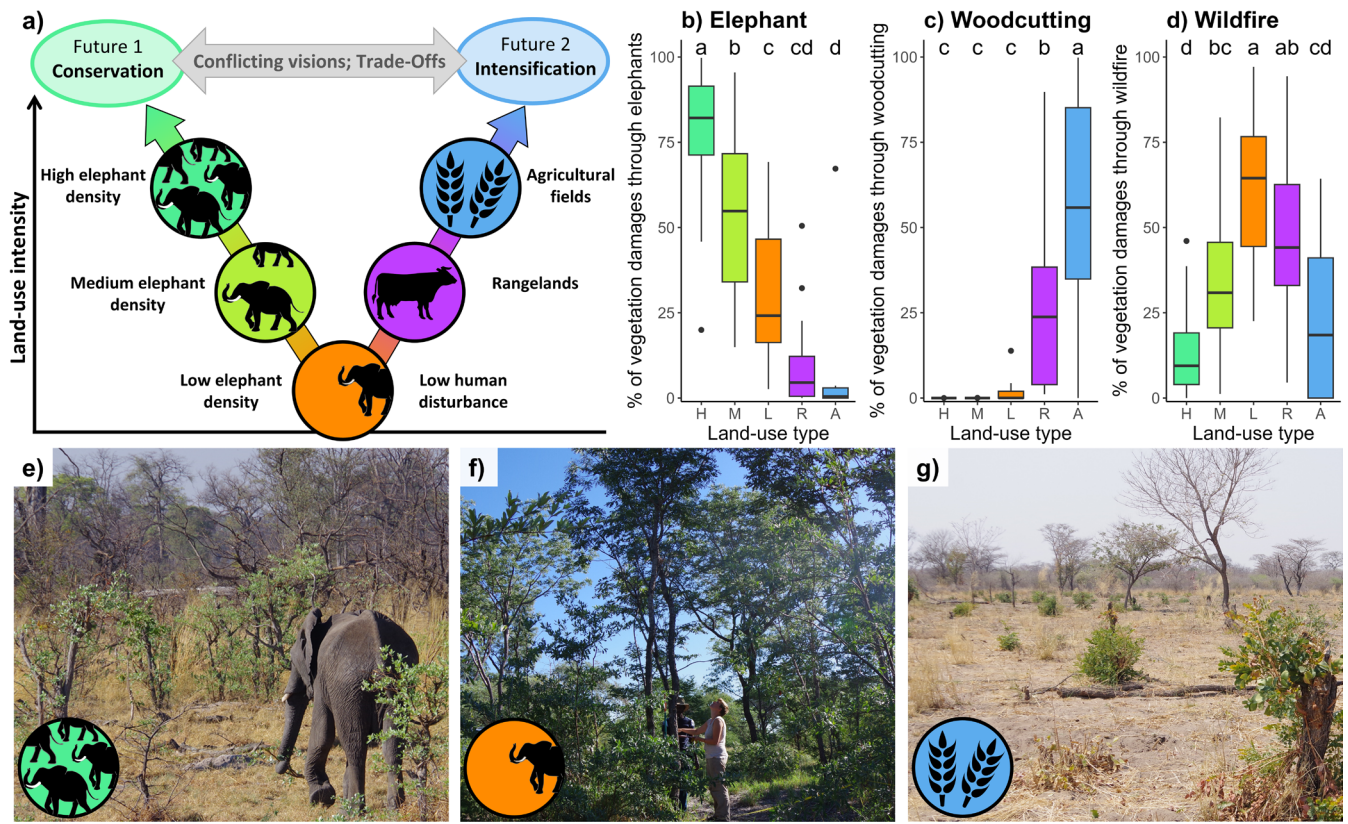 a)
Future 1
Conservation
Conflicting visions; Trade-Offs
Future 2
Intensification
Land-use intensity
High elephant
density
Agricultural
fields
Medium elephant
density
Rangelands
Low elephant
density
Low human
disturbance
b) Elephant
a b c cd d
% of vegetation damages through elephants
100
75
50
25
0
H M L R A
Land-use type
c) Woodcutting
c c c b a
% of vegetation damages through woodcutting
100
75
50
25
0
H M L R A
Land-use type
d) Wildfire
d bc a ab cd
% of vegetation damages through wildfire
100
75
50
25
0
H M L R A
Land-use type
e)
f)
g)